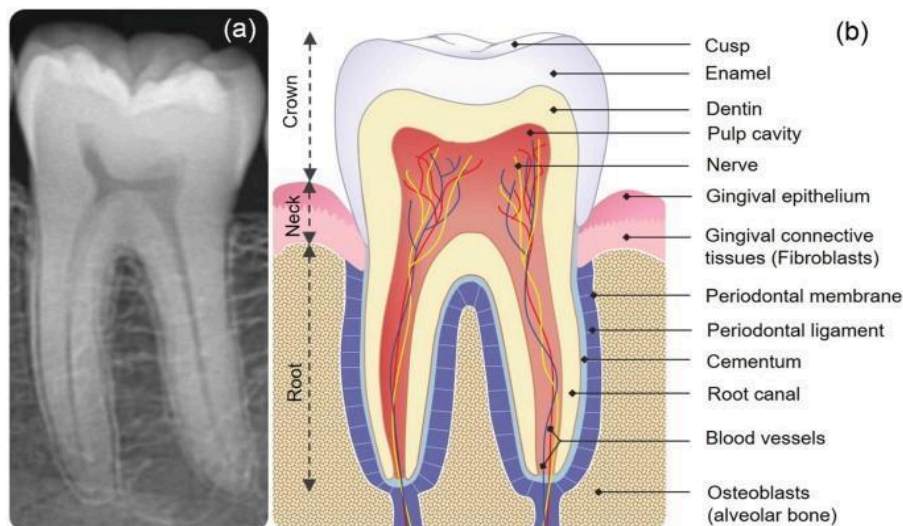 (a)
(b)
Crown
Neck
Root
Cusp
Enamel
Dentin
Pulp cavity
Nerve
Gingival epithelium
Gingival connective
tissues (Fibroblasts)
Periodontal membrane
Periodontal ligament
Cementum
Root canal
Blood vessels
Osteoblasts
(alveolar bone)